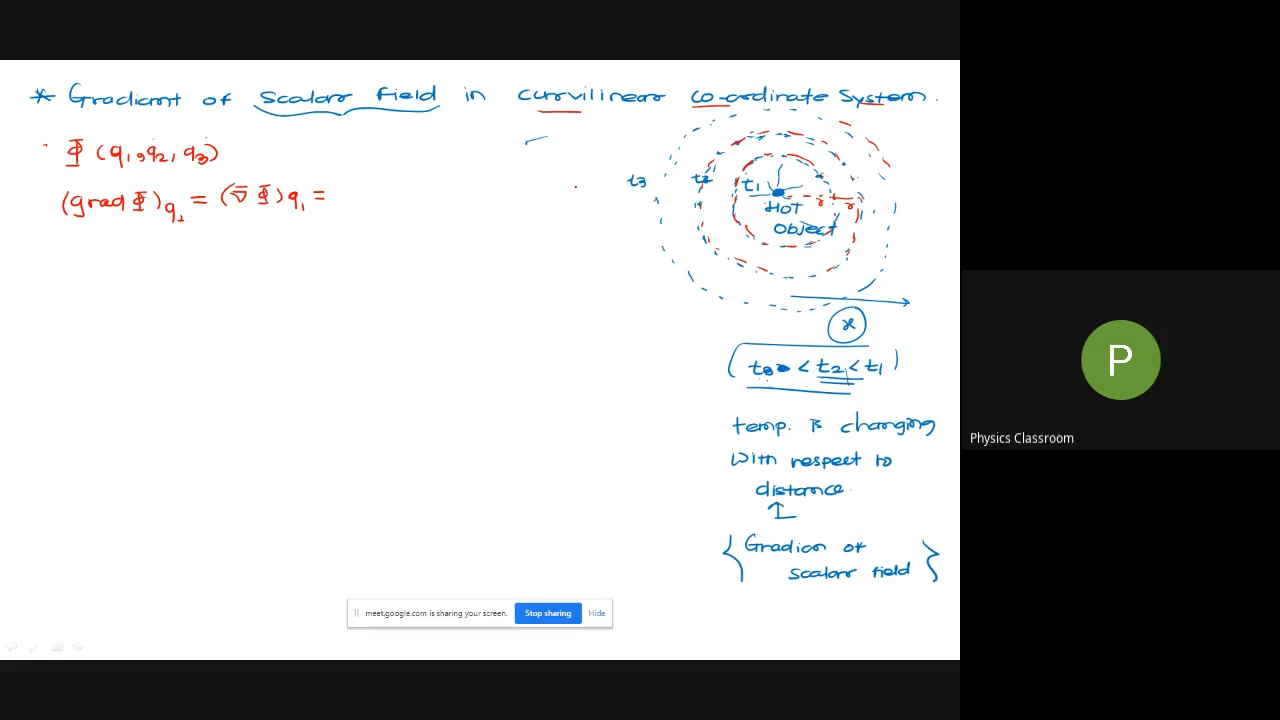 * Gradient of scalar field in curvilinear co-ordinate system.
Φ (q1, q2, q3)
(grad Φ)q1 = (∇̄ Φ) q1 =
t3
t2
t1
HOT
Object
r
r
x
t3 < t2 < t1
temp. is changing
with respect to
distance.
{ Gradien of
scalar field }
meet.google.com is sharing your screen.
Stop sharing
Hide
P
Physics Classroom